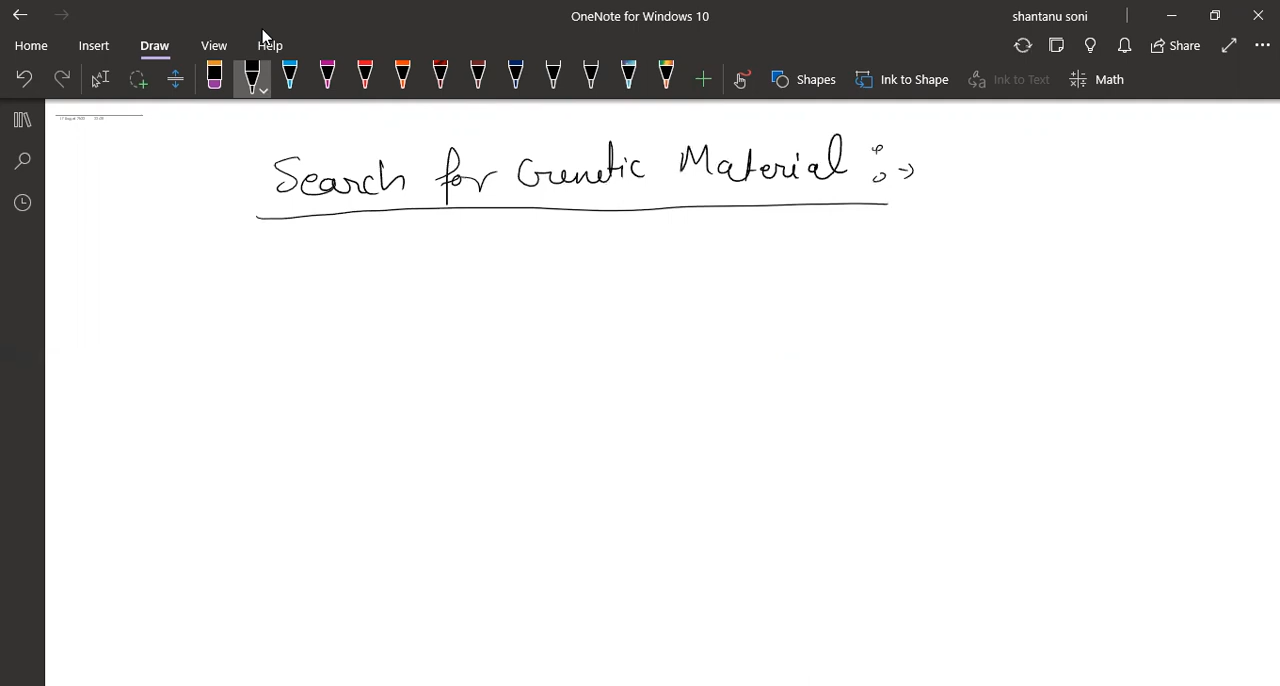 OneNote for Windows 10
shantanu soni
Home Insert Draw View Help
Share
Shapes Ink to Shape Ink to Text Math
Search for Genetic Material :→